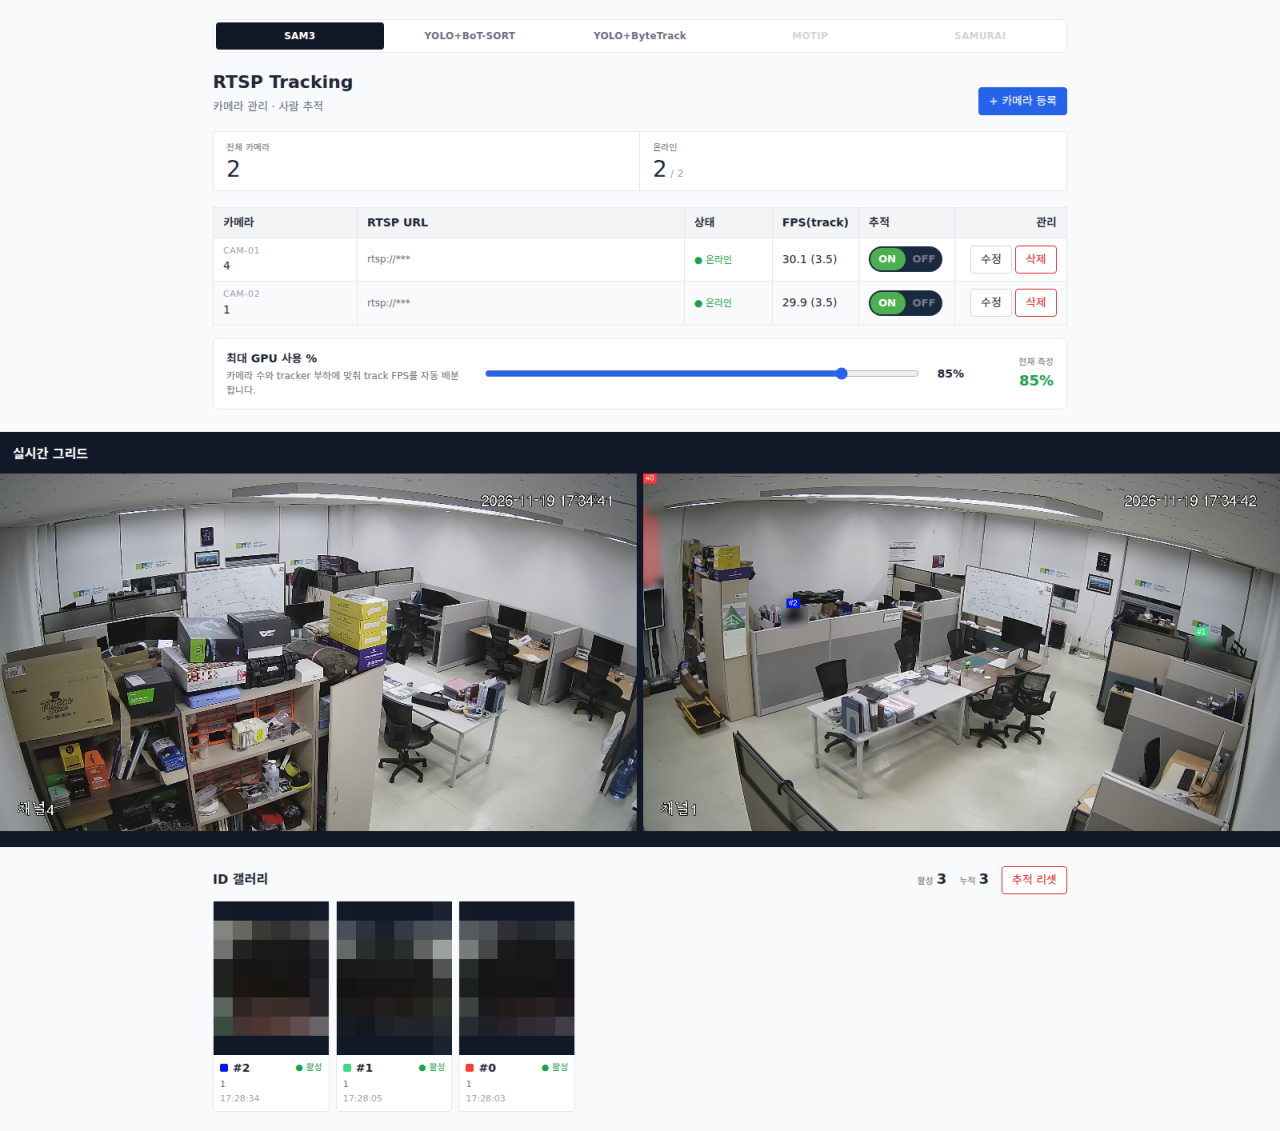 SAM3
YOLO+BoT-SORT
YOLO+ByteTrack
MOTIP
SAMURAI
RTSP Tracking
카메라 관리 · 사람 추적
+ 카메라 등록
전체 카메라
2
온라인
2 / 2
카메라 RTSP URL 상태 FPS(track) 추적 관리
CAM-01
4
rtsp://***
● 온라인
30.1 (3.5)
ON OFF
수정
삭제
CAM-02
1
rtsp://***
● 온라인
29.9 (3.5)
ON OFF
수정
삭제
최대 GPU 사용 %
카메라 수와 tracker 부하에 맞춰 track FPS를 자동 배분
합니다.
85%
현재 측정
85%
실시간 그리드
2026-11-19 17:34:41
채널4
#0
2026-11-19 17:34:42
#2
#1
채널1
ID 갤러리
활성 3
누적 3
추적 리셋
#2
● 활성
1
17:28:34
#1
● 활성
1
17:28:05
#0
● 활성
1
17:28:03